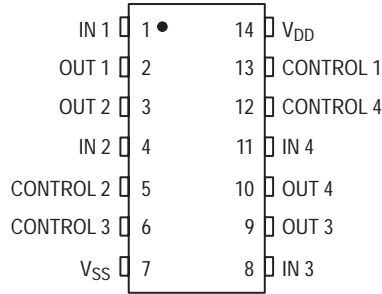 IN 1 1 14 VDD
OUT 1 2 13 CONTROL 1
OUT 2 3 12 CONTROL 4
IN 2 4 11 IN 4
CONTROL 2 5 10 OUT 4
CONTROL 3 6 9 OUT 3
VSS 7 8 IN 3